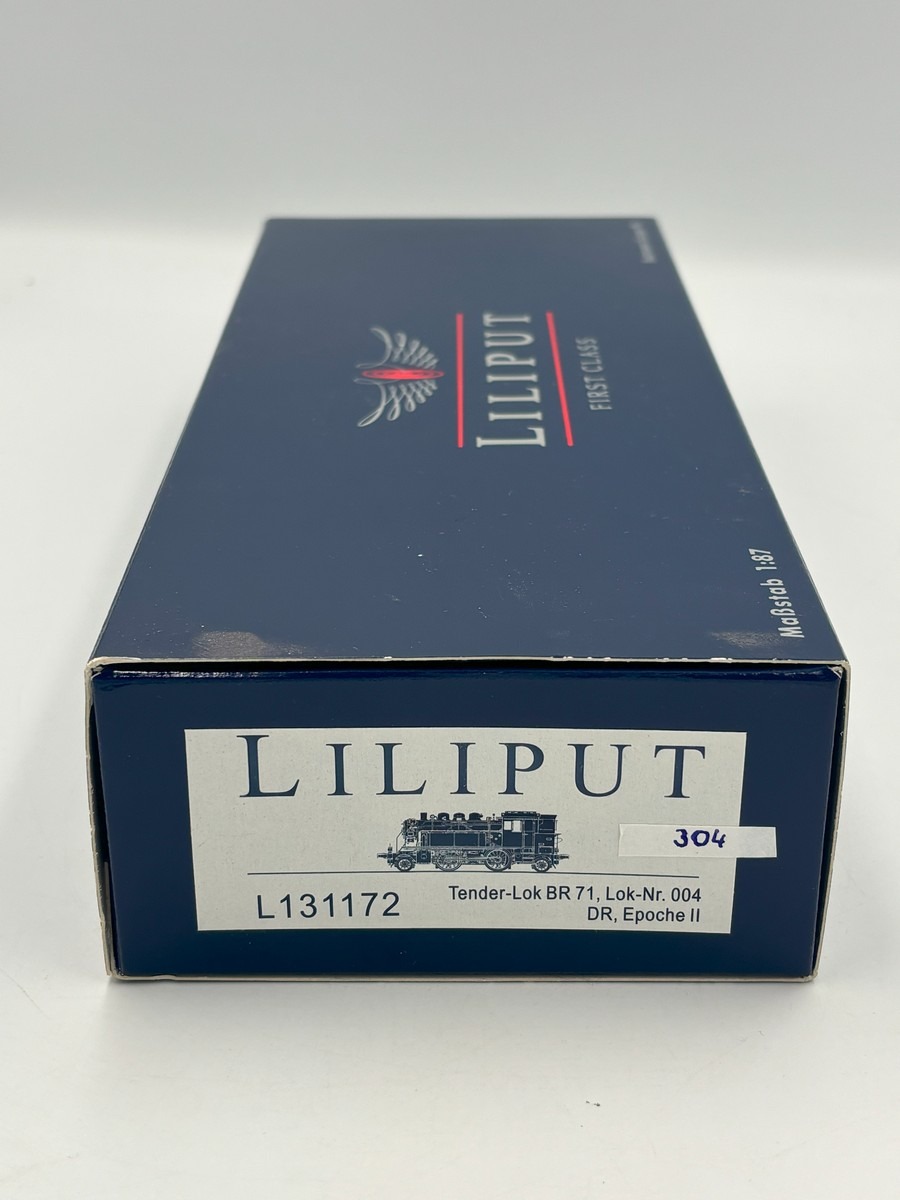 LILIPUT
FIRST CLASS
Maßstab 1:87
LILIPUT
304
L131172
Tender-Lok BR 71, Lok-Nr. 004
DR, Epoche II